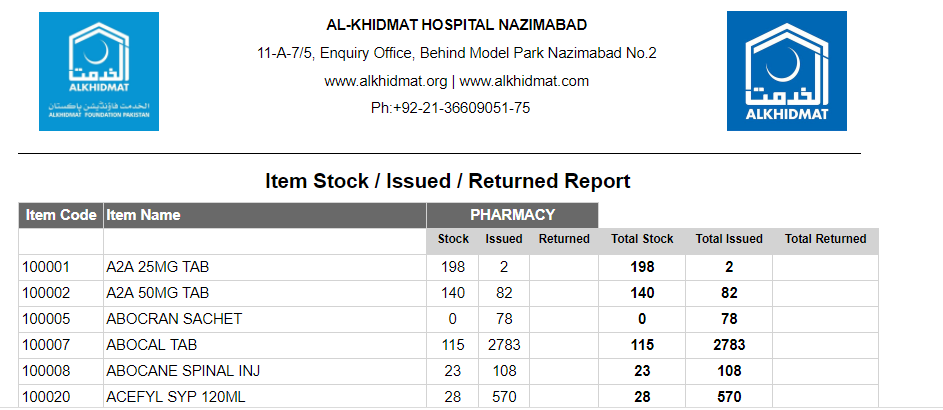 الخدمت
ALKHIDMAT
الخدمت فاؤنڈیشن پاکستان
ALKHIDMAT FOUNDATION PAKISTAN
AL-KHIDMAT HOSPITAL NAZIMABAD
11-A-7/5, Enquiry Office, Behind Model Park Nazimabad No.2
www.alkhidmat.org | www.alkhidmat.com
Ph:+92-21-36609051-75
الخدمت
ALKHIDMAT
Item Stock / Issued / Returned Report
Item Code Item Name PHARMACY
Stock Issued Returned Total Stock Total Issued Total Returned
100001 A2A 25MG TAB 198 2 198 2
100002 A2A 50MG TAB 140 82 140 82
100005 ABOCRAN SACHET 0 78 0 78
100007 ABOCAL TAB 115 2783 115 2783
100008 ABOCANE SPINAL INJ 23 108 23 108
100020 ACEFYL SYP 120ML 28 570 28 570